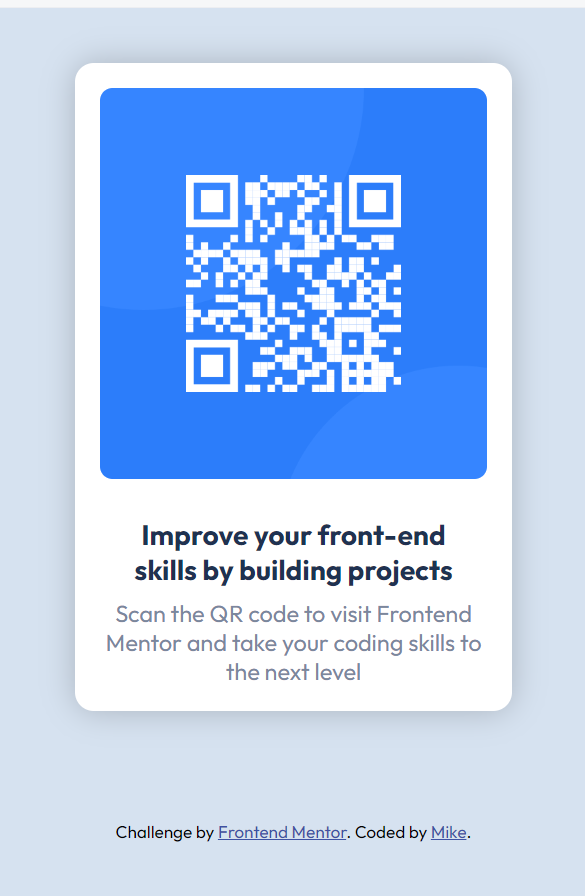 Improve your front-end
skills by building projects
Scan the QR code to visit Frontend
Mentor and take your coding skills to
the next level
Challenge by Frontend Mentor. Coded by Mike.